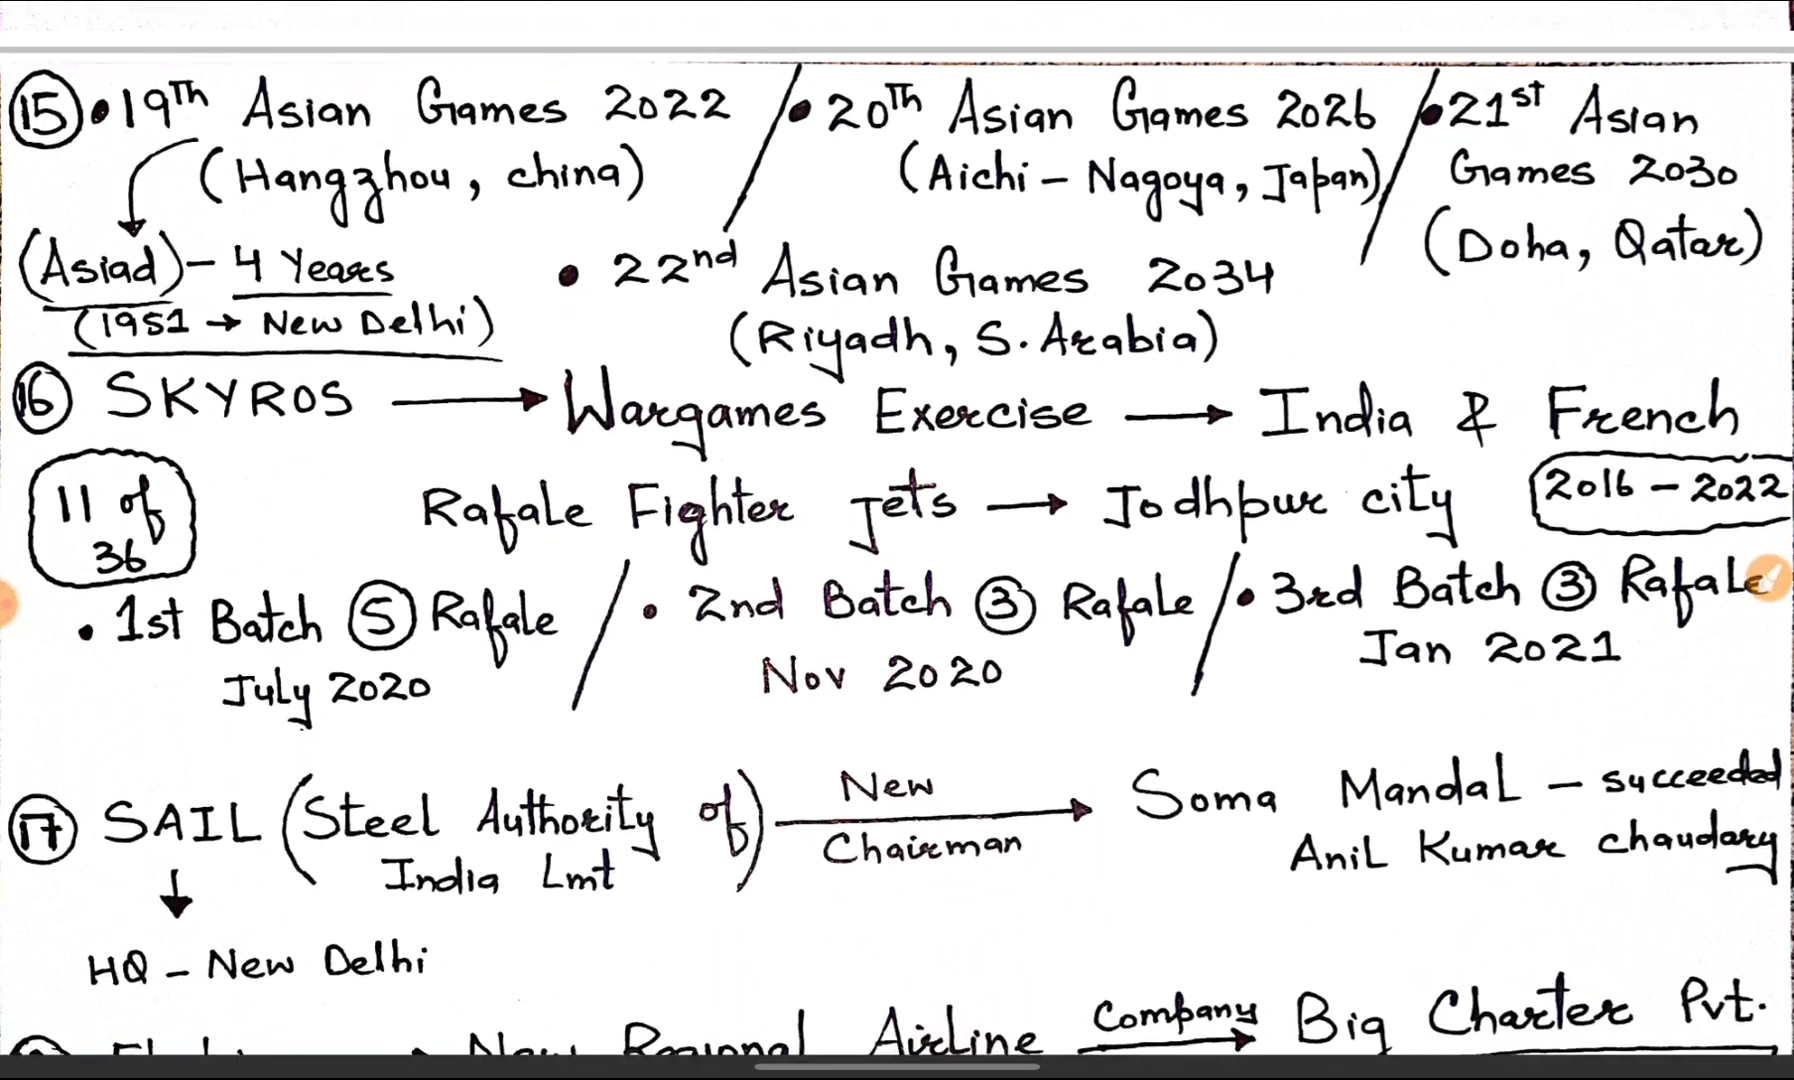 15 • 19Th Asian Games 2022 / • 20Th Asian Games 2026 / • 21st Asian
(Hangzhou, china) (Aichi - Nagoya, Japan) Games 2030
(Doha, Qatar)
(Asiad) - 4 Years • 22nd Asian Games 2034
(1951 → New Delhi) (Riyadh, S. Arabia)
16 SKYROS → Wargames Exercise → India & French
11 of 36 Rafale Fighter Jets → Jodhpur city 2016 - 2022
• 1st Batch 5 Rafale / • 2nd Batch 3 Rafale / • 3rd Batch 3 Rafale
July 2020 Nov 2020 Jan 2021
17 SAIL (Steel Authority of) New Chairman → Soma Mandal - succeeded
India Lmt Anil Kumar chaudary
↓
HQ - New Delhi
New Regional Airline Company → Big Charter Pvt.